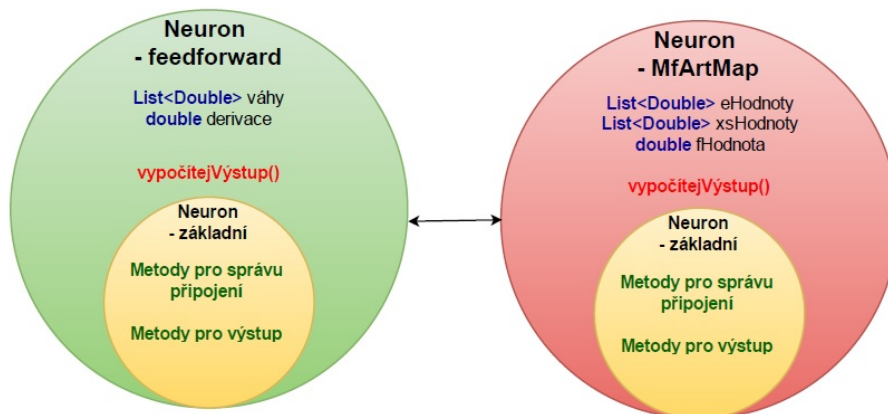 Neuron
- feedforward
List<Double> váhy
double derivace
vypočítejVýstup()
Neuron
- základní
Metody pro správu
připojení
Metody pro výstup
Neuron
- MfArtMap
List<Double> eHodnoty
List<Double> xsHodnoty
double fHodnota
vypočítejVýstup()
Neuron
- základní
Metody pro správu
připojení
Metody pro výstup